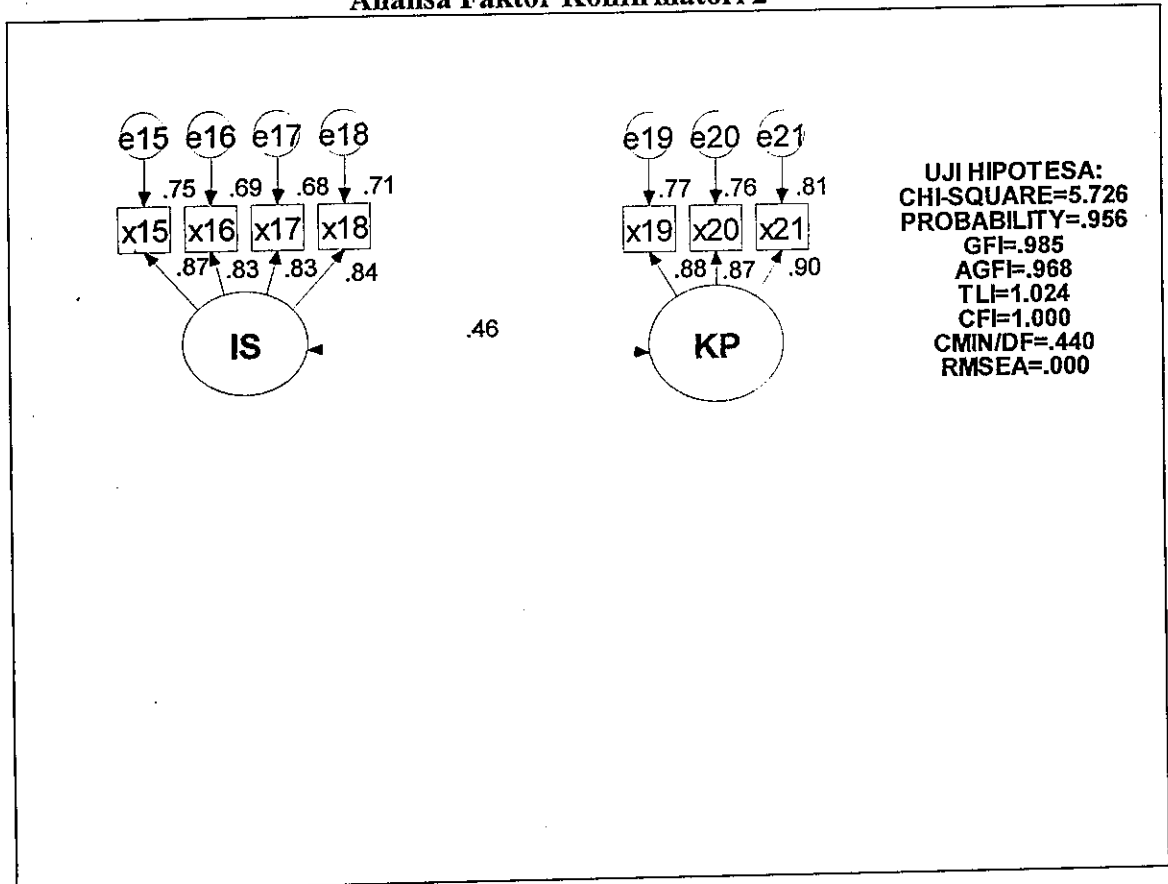 Analisa Faktor Konfirmatori 2
e15 e16 e17 e18
.75 .69 .68 .71
x15 x16 x17 x18
.87 .83 .83 .84
IS
.46
e19 e20 e21
.77 .76 .81
x19 x20 x21
.88 .87 .90
KP
UJI HIPOTESA:
CHI-SQUARE=5.726
PROBABILITY=.956
GFI=.985
AGFI=.968
TLI=1.024
CFI=1.000
CMIN/DF=.440
RMSEA=.000